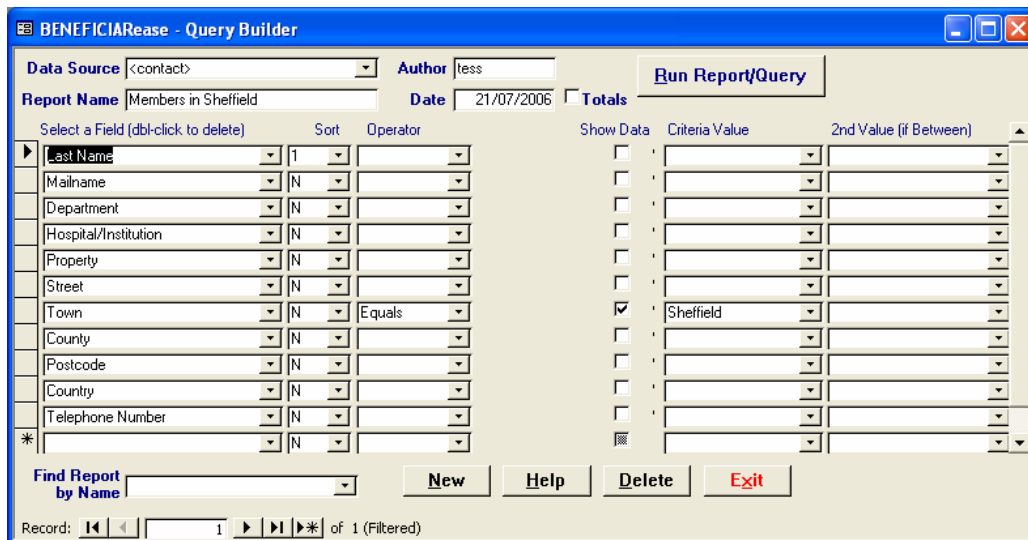 BENEFICIARease - Query Builder
Data Source <contact> Author tess Run Report/Query
Report Name Members in Sheffield Date 21/07/2006 Totals
Select a Field (dbl-click to delete) Sort Operator Show Data Criteria Value 2nd Value (if Between)
Last Name 1 '
Mailname N '
Department N '
Hospital/Institution N '
Property N '
Street N '
Town N Equals ' Sheffield
County N '
Postcode N '
Country N '
Telephone Number N '
N
Find Report by Name New Help Delete Exit
Record: 1 of 1 (Filtered)